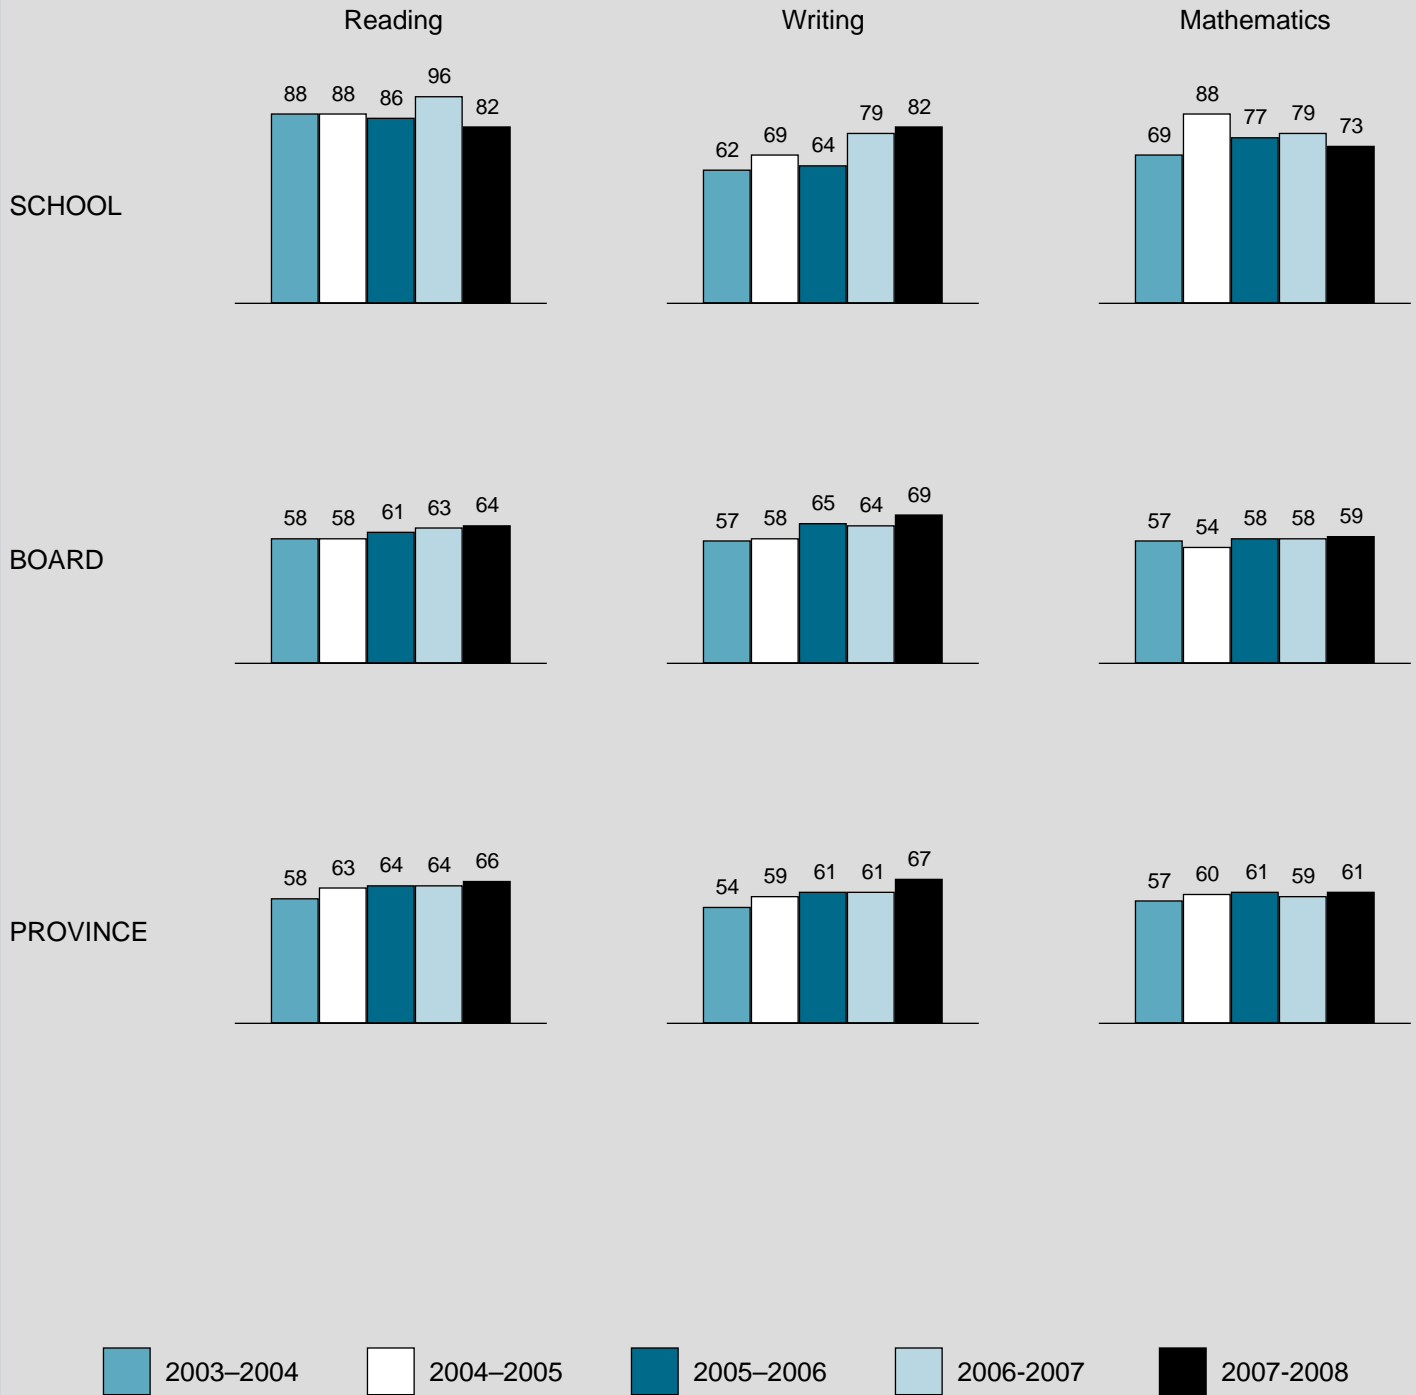 Reading Writing Mathematics
SCHOOL
88 88 86 96 82
62 69 64 79 82
69 88 77 79 73
BOARD
58 58 61 63 64
57 58 65 64 69
57 54 58 58 59
PROVINCE
58 63 64 64 66
54 59 61 61 67
57 60 61 59 61
2003–2004 2004–2005 2005–2006 2006-2007 2007-2008